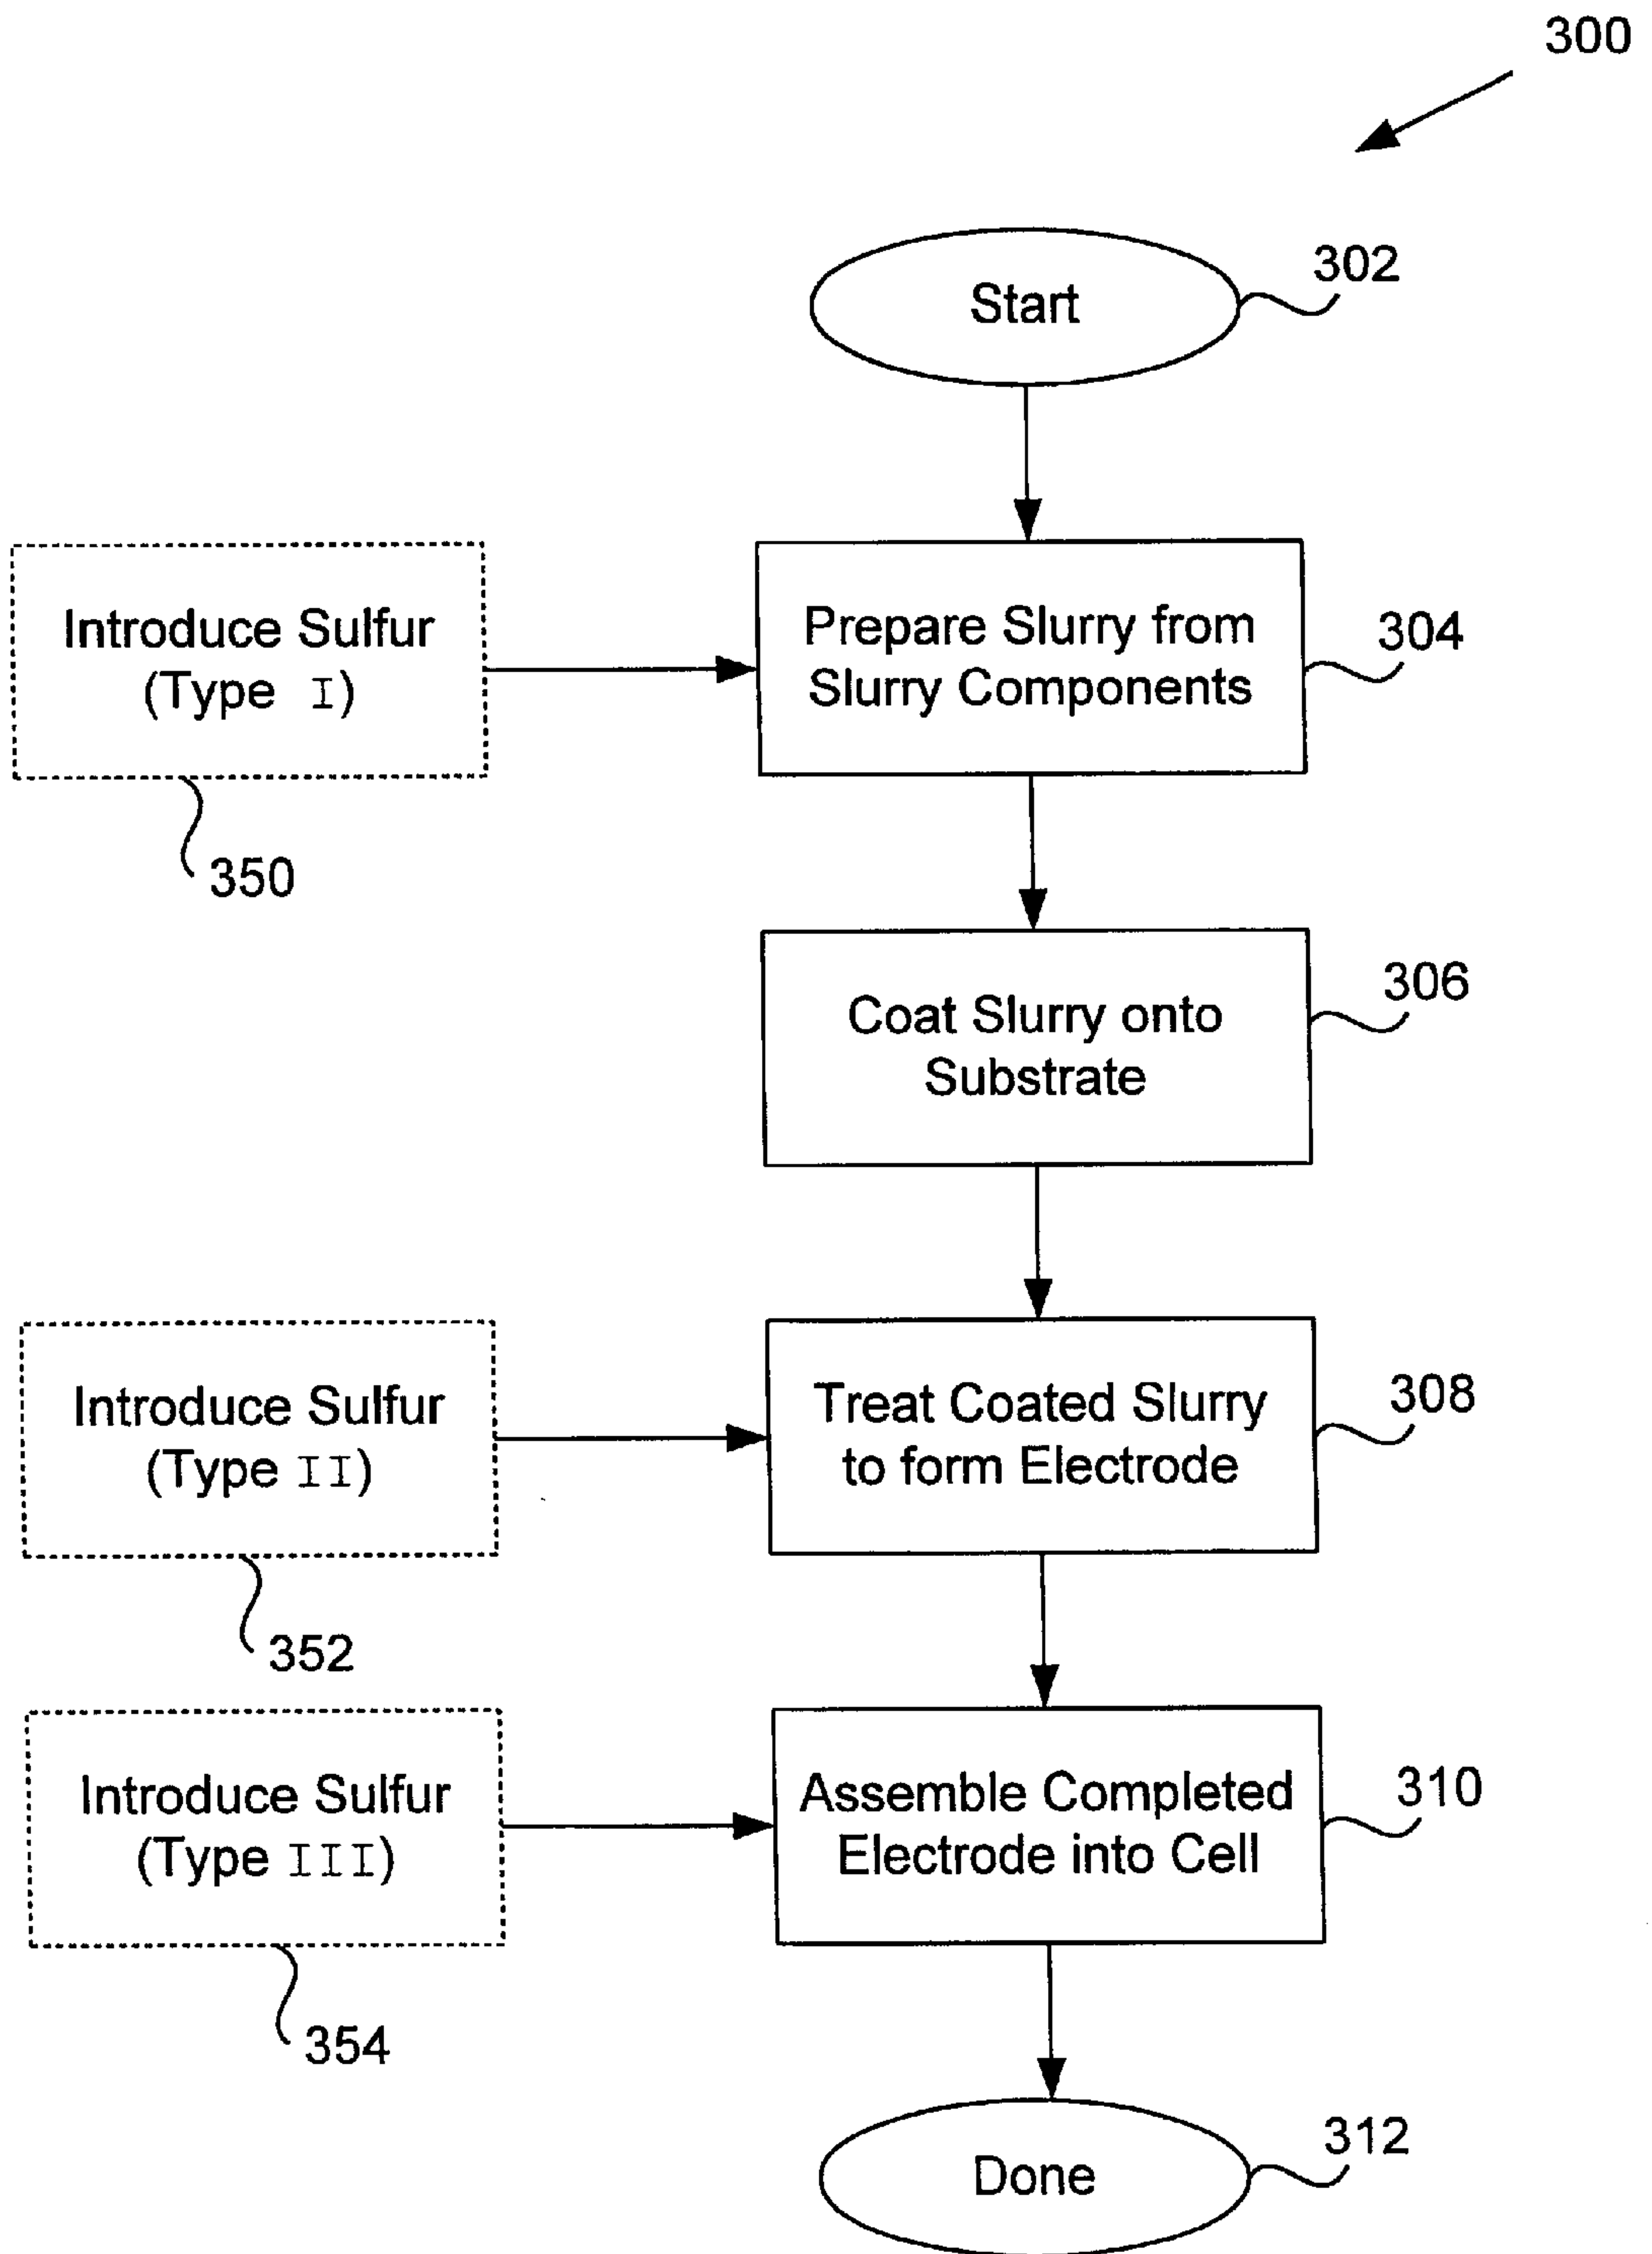 300
Start
302
Introduce Sulfur
(Type I)
350
Prepare Slurry from
Slurry Components
304
Coat Slurry onto
Substrate
306
Introduce Sulfur
(Type II)
352
Treat Coated Slurry
to form Electrode
308
Introduce Sulfur
(Type III)
354
Assemble Completed
Electrode into Cell
310
Done
312